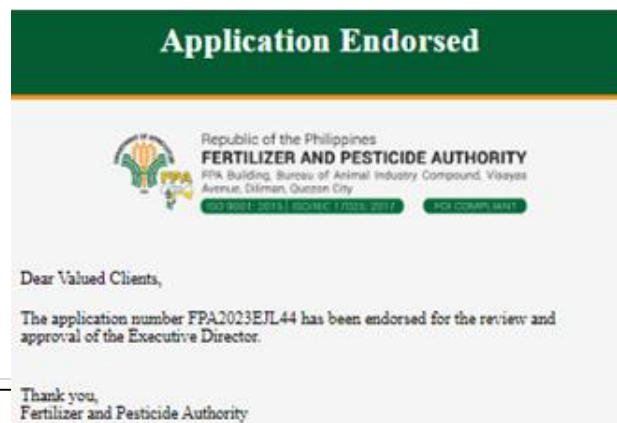 Application Endorsed
Republic of the Philippines
FERTILIZER AND PESTICIDE AUTHORITY
FPA Building, Bureau of Animal Industry Compound, Visayas
Avenue, Diliman, Quezon City
ISO 9001: 2015 | ISO/IEC 17025: 2017 FOI COMPLIANT
FPA
Dear Valued Clients,
The application number FPA2023EJL44 has been endorsed for the review and
approval of the Executive Director.
Thank you,
Fertilizer and Pesticide Authority